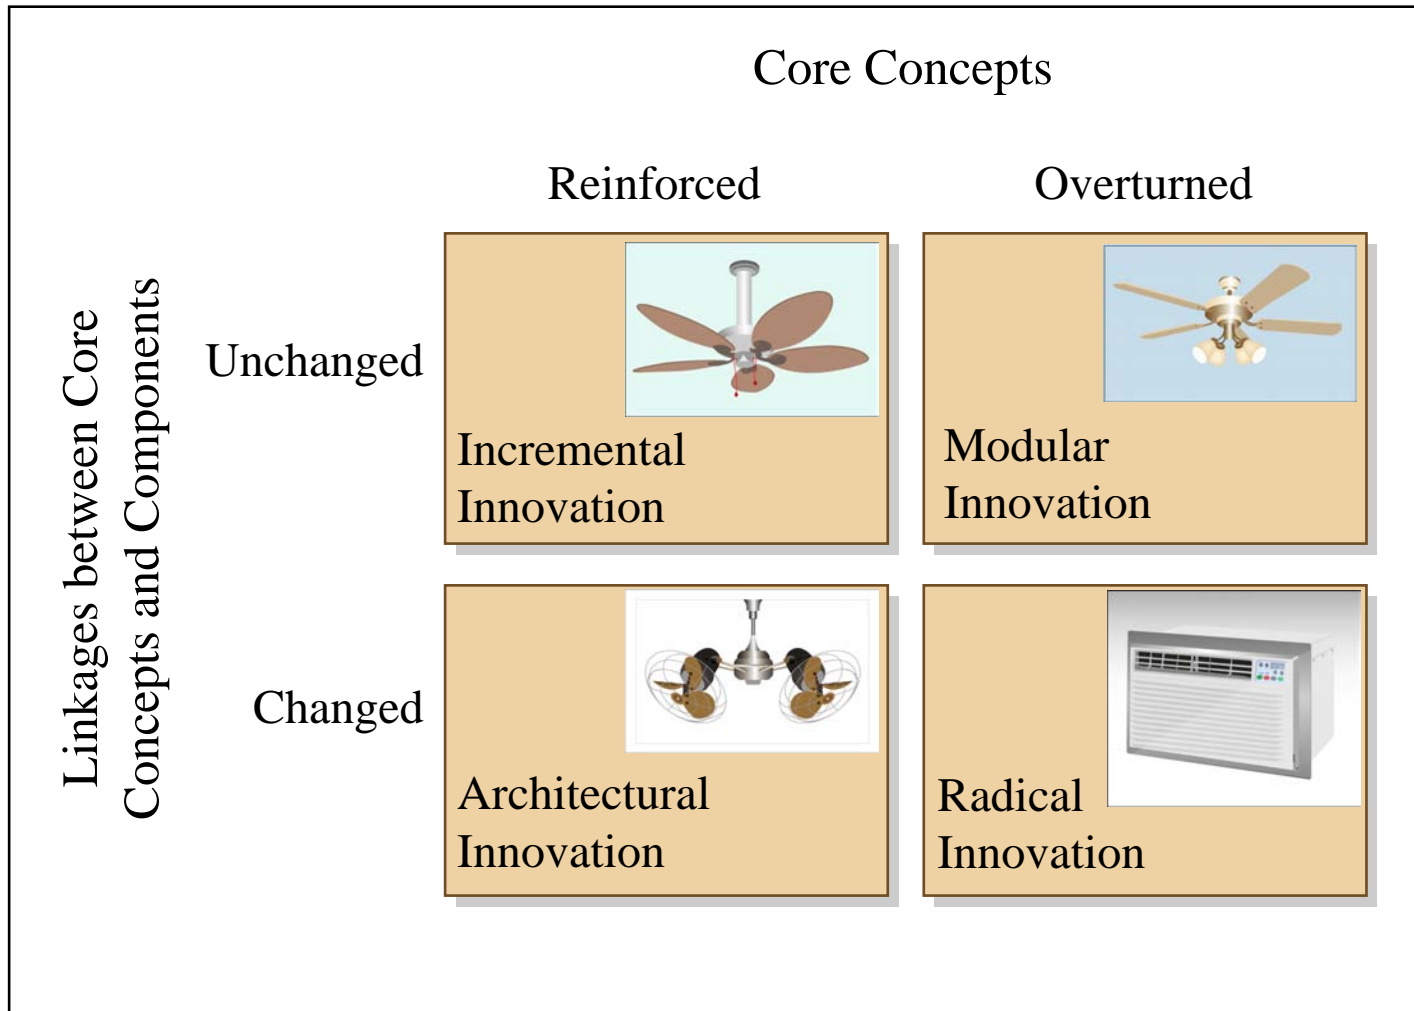 Core Concepts
Reinforced
Overturned
Linkages between Core
Concepts and Components
Unchanged
Incremental
Innovation
Modular
Innovation
Changed
Architectural
Innovation
Radical
Innovation